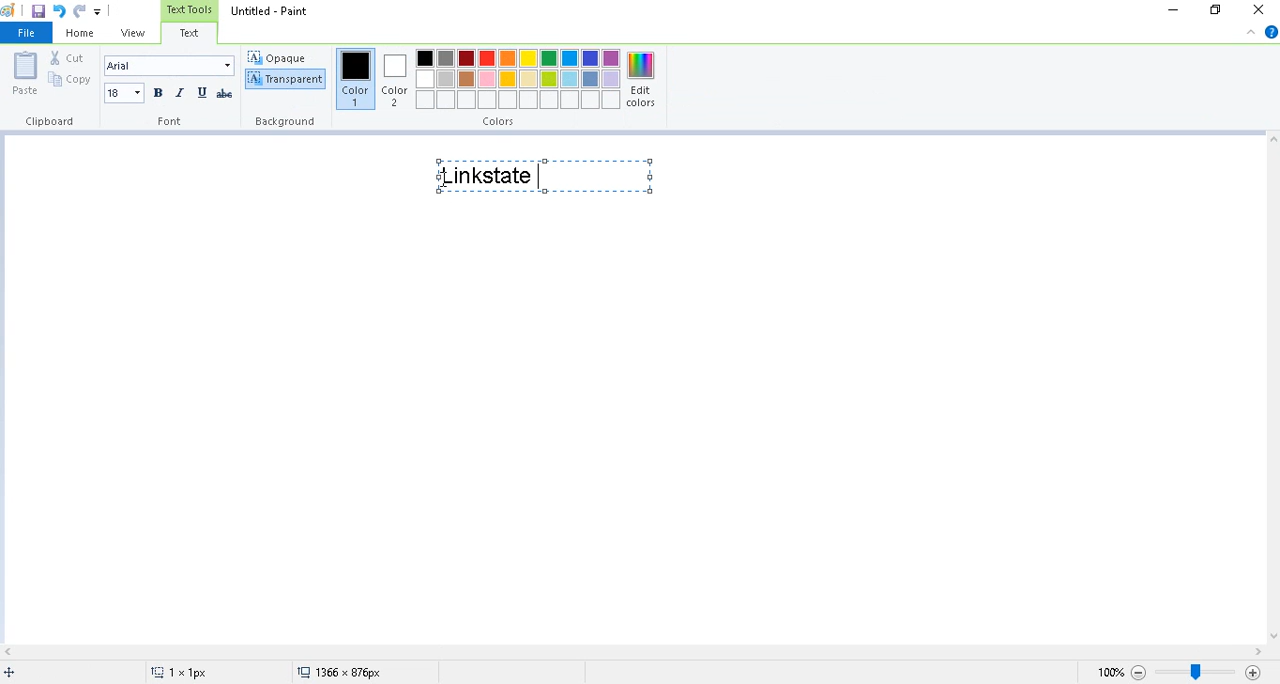 Text Tools
Untitled - Paint
File
Home
View
Text
Paste
Cut
Copy
Clipboard
Arial
18
B I U abc
Font
Opaque
Transparent
Background
Color 1
Color 2
Edit colors
Colors
Linkstate
1 × 1px
1366 × 876px
100%